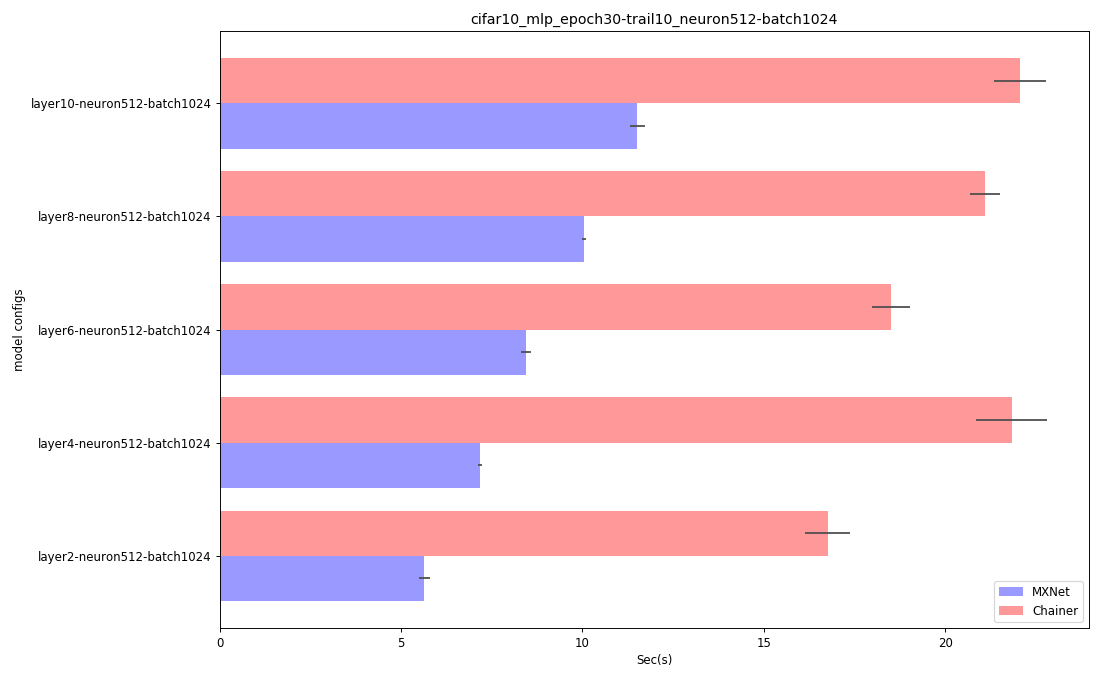 cifar10_mlp_epoch30-trail10_neuron512-batch1024
model configs
layer10-neuron512-batch1024
layer8-neuron512-batch1024
layer6-neuron512-batch1024
layer4-neuron512-batch1024
layer2-neuron512-batch1024
MXNet
Chainer
0 5 10 15 20
Sec(s)